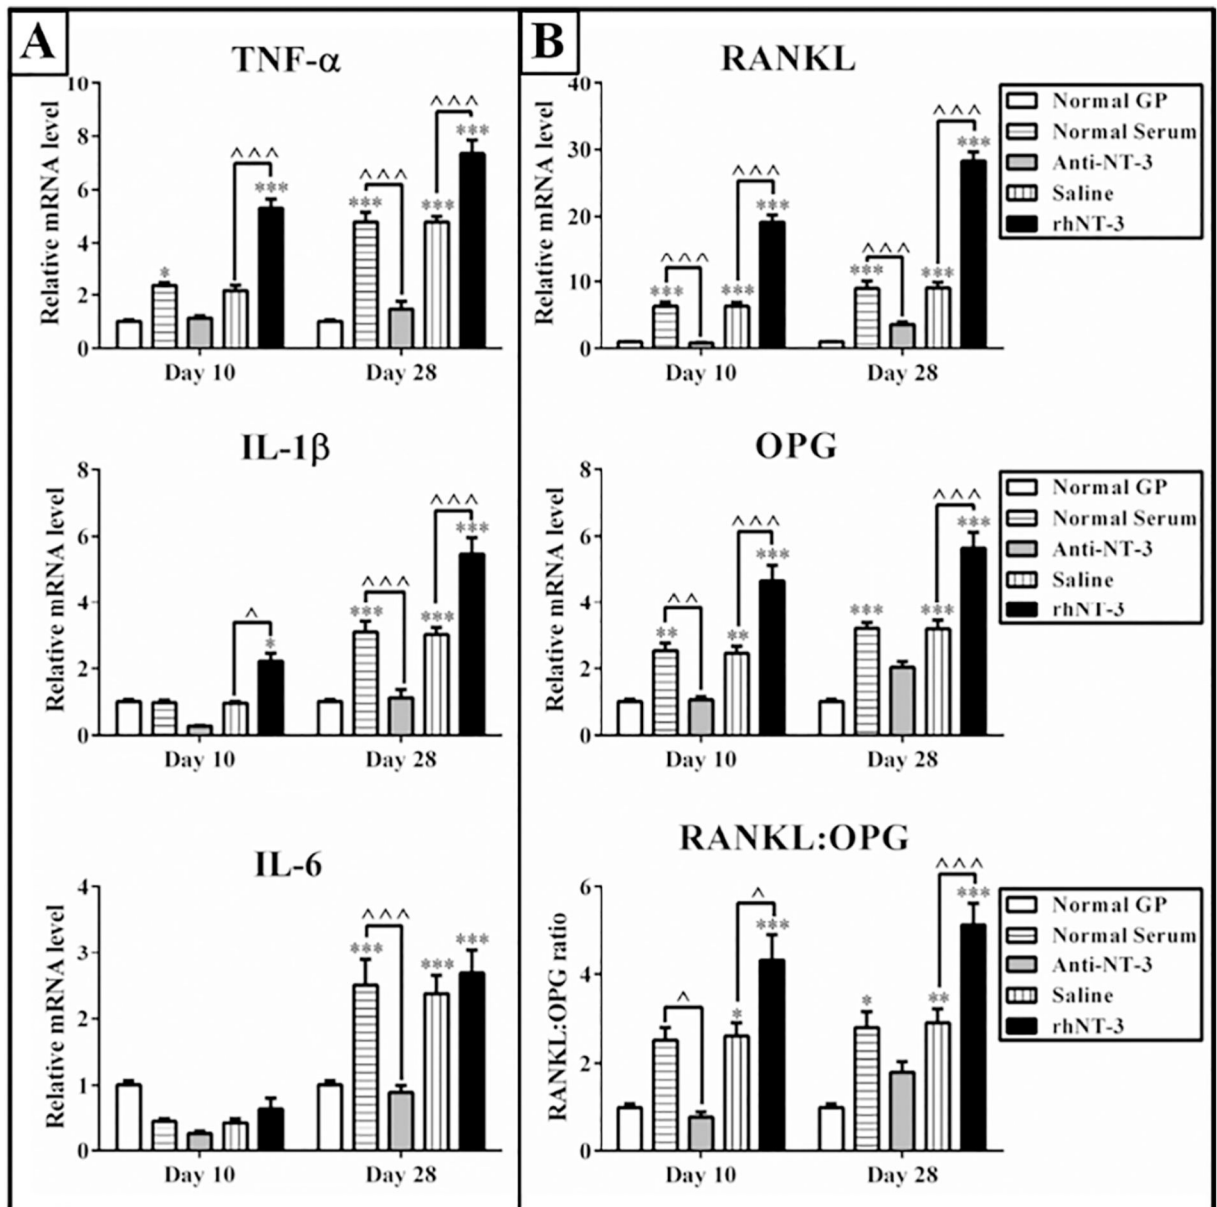 A
TNF-α
Relative mRNA level
10
8
6
4
2
0
*
^^^
***
^^^
***
***
^^^
***
Day 10
Day 28
IL-1β
Relative mRNA level
8
6
4
2
0
^
*
^^^
***
***
^^^
***
Day 10
Day 28
IL-6
Relative mRNA level
4
3
2
1
0
^^^
***
***
***
Day 10
Day 28
B
RANKL
Relative mRNA level
40
30
20
10
0
^^^
***
***
^^^
***
^^^
***
***
^^^
***
Day 10
Day 28
Normal GP
Normal Serum
Anti-NT-3
Saline
rhNT-3
OPG
Relative mRNA level
8
6
4
2
0
^^
**
**
^^^
***
***
***
^^^
***
Day 10
Day 28
Normal GP
Normal Serum
Anti-NT-3
Saline
rhNT-3
RANKL:OPG
RANKL:OPG ratio
6
4
2
0
^
*
^
***
*
**
^^^
***
Day 10
Day 28
Normal GP
Normal Serum
Anti-NT-3
Saline
rhNT-3